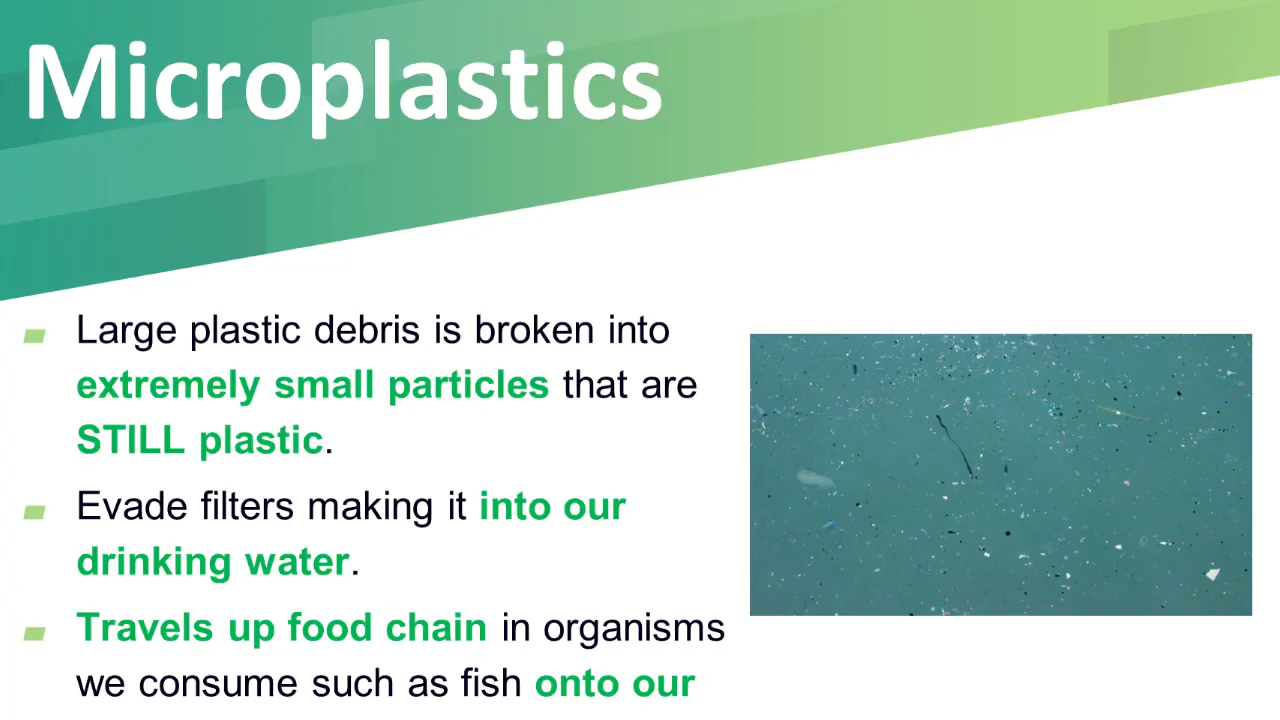 Microplastics
Large plastic debris is broken into
extremely small particles that are
STILL plastic.
Evade filters making it into our
drinking water.
Travels up food chain in organisms
we consume such as fish onto our